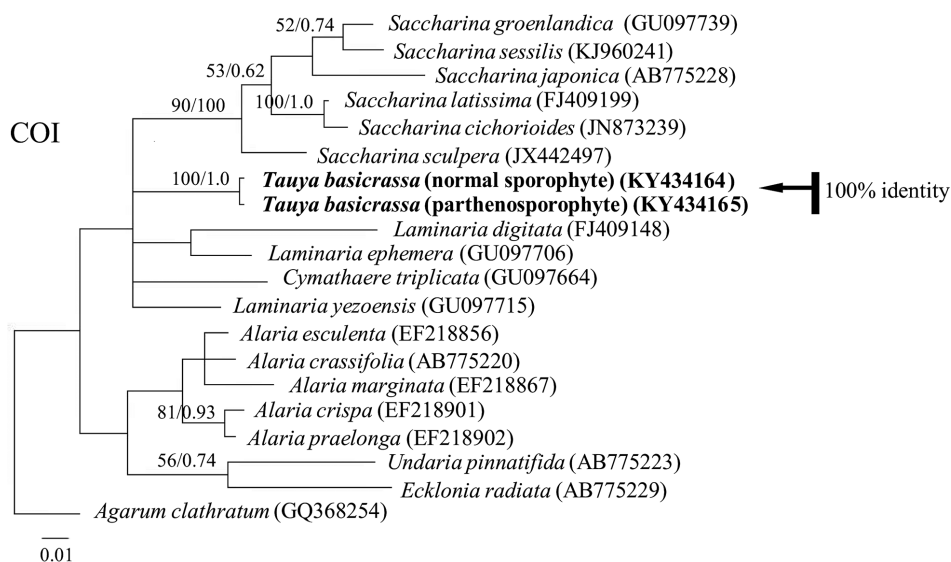 52/0.74
Saccharina groenlandica (GU097739)
Saccharina sessilis (KJ960241)
53/0.62
Saccharina japonica (AB775228)
90/100
100/1.0
Saccharina latissima (FJ409199)
COI
Saccharina cichorioides (JN873239)
Saccharina sculpera (JX442497)
100/1.0
Tauya basicrassa (normal sporophyte) (KY434164)
100% identity
Tauya basicrassa (parthenosporophyte) (KY434165)
Laminaria digitata (FJ409148)
Laminaria ephemera (GU097706)
Cymathaere triplicata (GU097664)
Laminaria yezoensis (GU097715)
Alaria esculenta (EF218856)
Alaria crassifolia (AB775220)
Alaria marginata (EF218867)
81/0.93
Alaria crispa (EF218901)
Alaria praelonga (EF218902)
56/0.74
Undaria pinnatifida (AB775223)
Ecklonia radiata (AB775229)
Agarum clathratum (GQ368254)
0.01